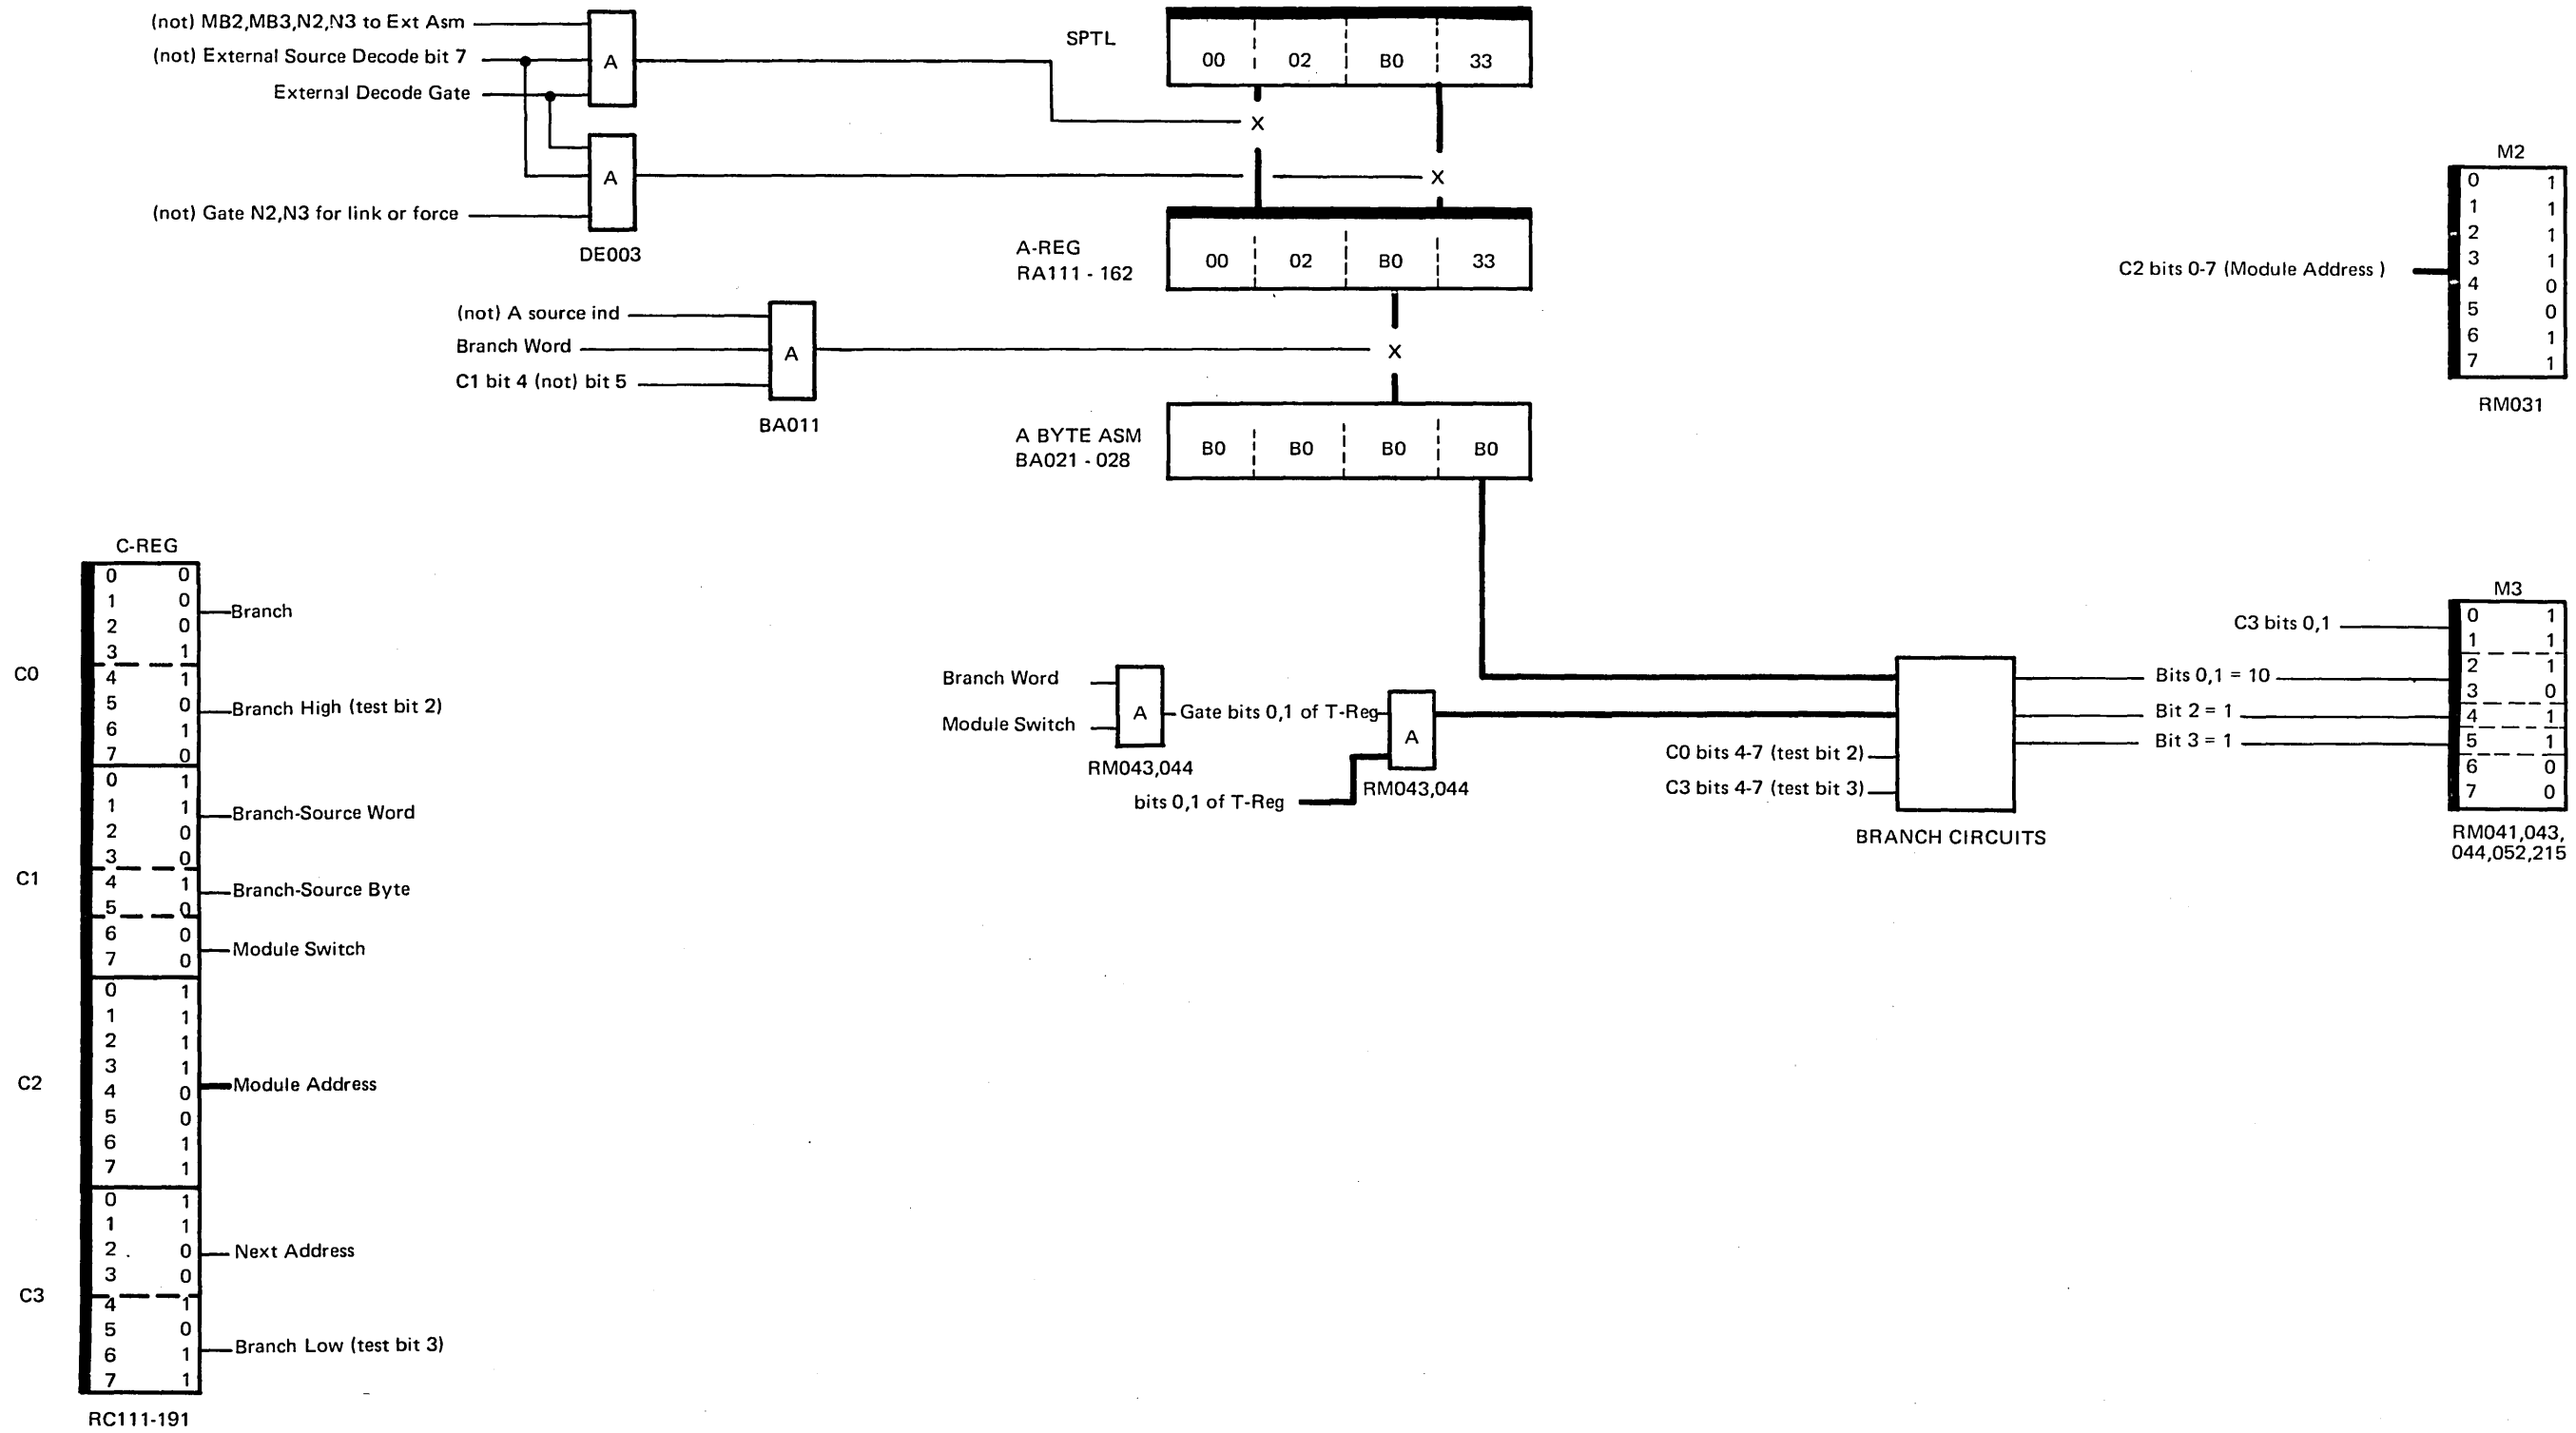 (not) MB2,MB3,N2,N3 to Ext Asm
(not) External Source Decode bit 7
External Decode Gate
A
A
(not) Gate N2,N3 for link or force
DE003
SPTL
00 02 B0 33
X
X
A-REG
RA111 - 162
00 02 B0 33
(not) A source ind
Branch Word
C1 bit 4 (not) bit 5
A
BA011
X
A BYTE ASM
BA021 - 028
B0 B0 B0 B0
M2
C2 bits 0-7 (Module Address )
0 1
1 1
2 1
3 1
4 0
5 0
6 1
7 1
RM031
C-REG
C0
0 0
1 0
2 0
3 1
Branch
4 1
5 0
6 1
7 0
Branch High (test bit 2)
C1
0 1
1 1
2 0
3 0
Branch-Source Word
4 1
5 0
Branch-Source Byte
6 0
7 0
Module Switch
C2
0 1
1 1
2 1
3 1
4 0
5 0
6 1
7 1
Module Address
C3
0 1
1 1
2 . 0
3 0
Next Address
4 1
5 0
6 1
7 1
Branch Low (test bit 3)
RC111-191
Branch Word
Module Switch
A
RM043,044
Gate bits 0,1 of T-Reg
A
bits 0,1 of T-Reg
RM043,044
C0 bits 4-7 (test bit 2)
C3 bits 4-7 (test bit 3)
BRANCH CIRCUITS
C3 bits 0,1
Bits 0,1 = 10
Bit 2 = 1
Bit 3 = 1
M3
0 1
1 1
2 1
3 0
4 1
5 1
6 0
7 0
RM041,043,
044,052,215